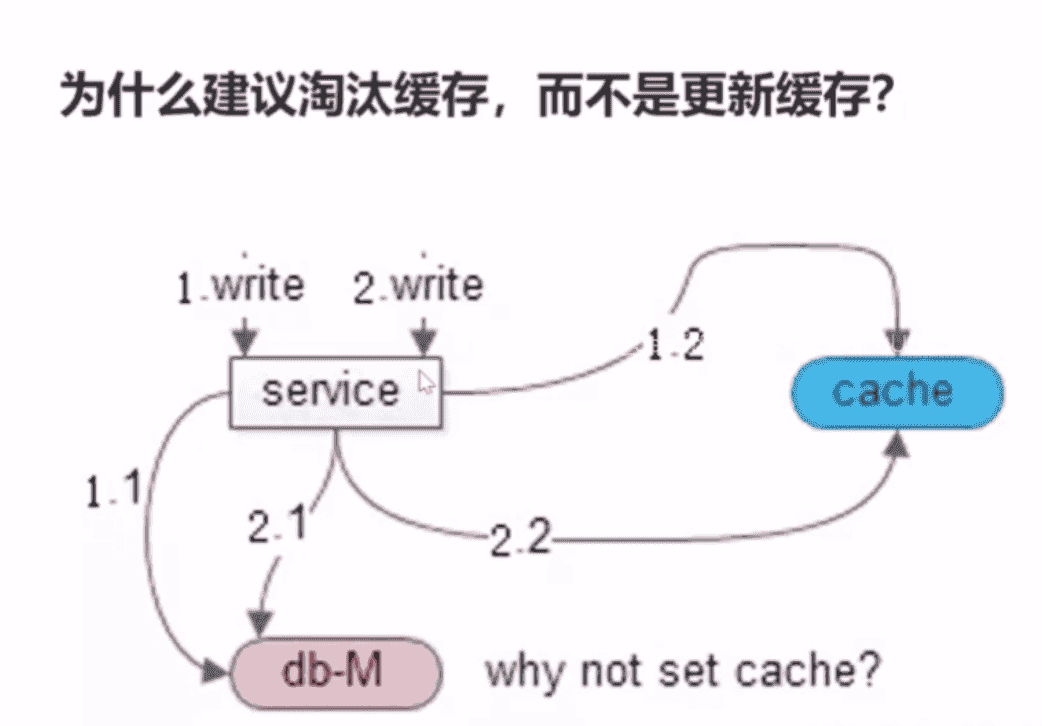 为什么建议淘汰缓存，而不是更新缓存？
1.write
2.write
1.2
service
cache
1.1
2.1
2.2
db-M
why not set cache?